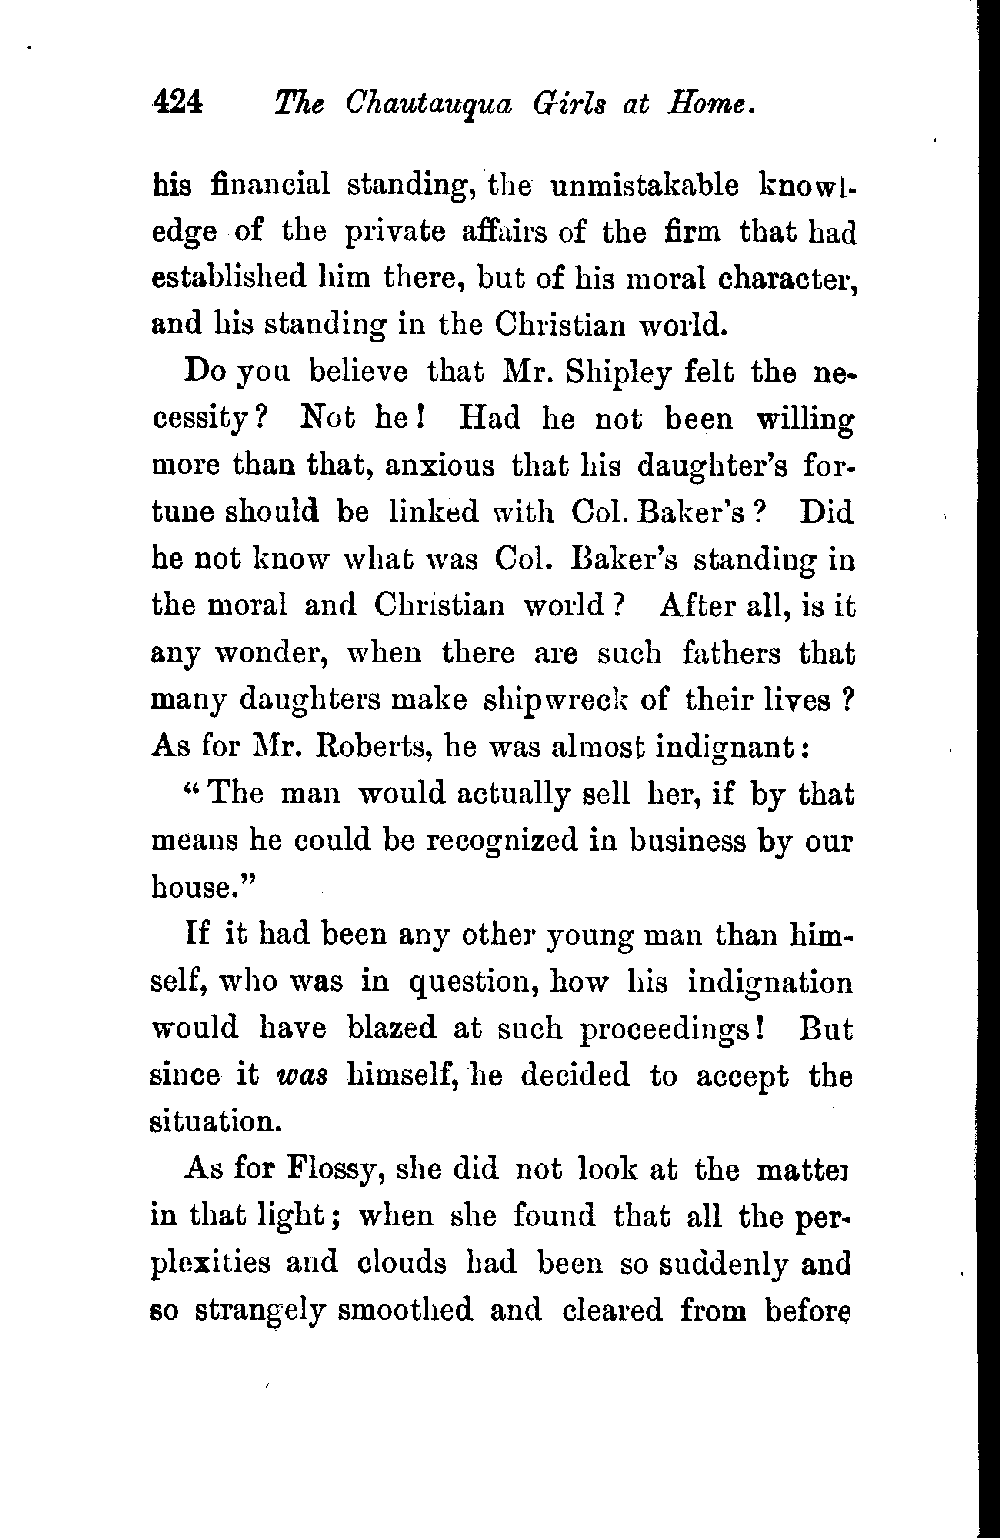 424 The Chautauqua Girls at Home.
his financial standing, the unmistakable knowl-
edge of the private affairs of the firm that had
established him there, but of his moral character,
and his standing in the Christian world.
Do you believe that Mr. Shipley felt the ne-
cessity? Not he! Had he not been willing
more than that, anxious that his daughter's for-
tune should be linked with Col. Baker's? Did
he not know what was Col. Baker's standing in
the moral and Christian world? After all, is it
any wonder, when there are such fathers that
many daughters make shipwreck of their lives?
As for Mr. Roberts, he was almost indignant:
"The man would actually sell her, if by that
means he could be recognized in business by our
house."
If it had been any other young man than him-
self, who was in question, how his indignation
would have blazed at such proceedings! But
since it was himself, he decided to accept the
situation.
As for Flossy, she did not look at the matter
in that light; when she found that all the per-
plexities and clouds had been so suddenly and
so strangely smoothed and cleared from before